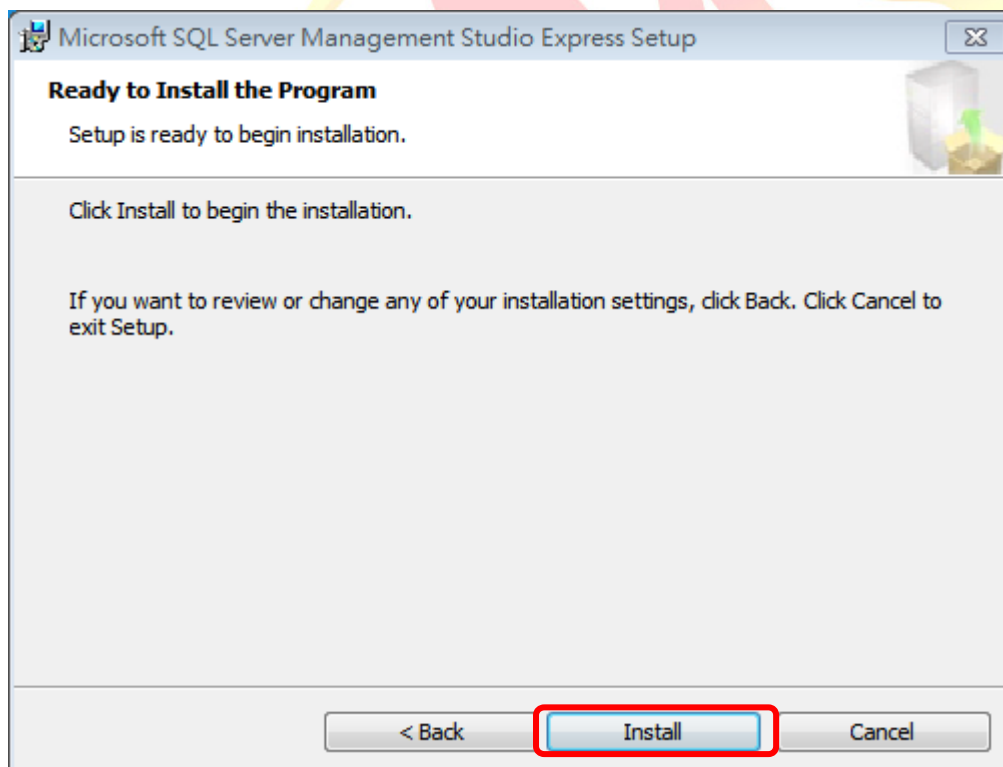 Microsoft SQL Server Management Studio Express Setup
Ready to Install the Program
Setup is ready to begin installation.
Click Install to begin the installation.
If you want to review or change any of your installation settings, click Back. Click Cancel to
exit Setup.
< Back Install Cancel